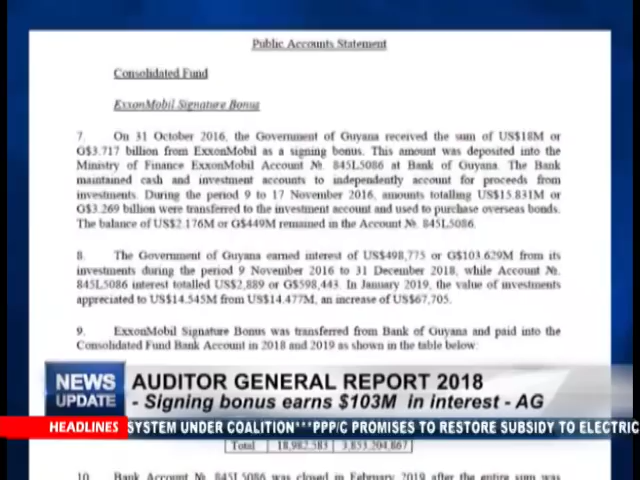 Public Accounts Statement
Consolidated Fund
ExxonMobil Signature Bonus
7. On 31 October 2016, the Government of Guyana received the sum of US$18M or
G$3.717 billion from ExxonMobil as a signing bonus. This amount was deposited into the
Ministry of Finance ExxonMobil Account №. 845L5086 at Bank of Guyana. The Bank
maintained cash and investment accounts to independently account for proceeds from
investments. During the period 9 to 17 November 2016, amounts totalling US$15.831M or
G$3.269 billion were transferred to the investment account and used to purchase overseas bonds.
The balance of US$2.176M or G$449M remained in the Account №. 845L5086.
8. The Government of Guyana earned interest of US$498,775 or G$103.629M from its
investments during the period 9 November 2016 to 31 December 2018, while Account №.
845L5086 interest totalled US$2,889 or G$598,443. In January 2019, the value of investments
appreciated to US$14.545M from US$14.477M, an increase of US$67,705.
9. ExxonMobil Signature Bonus was transferred from Bank of Guyana and paid into the
Consolidated Fund Bank Account in 2018 and 2019 as shown in the table below:
NEWS UPDATE
AUDITOR GENERAL REPORT 2018
- Signing bonus earns $103M in interest - AG
HEADLINES SYSTEM UNDER COALITION***PPP/C PROMISES TO RESTORE SUBSIDY TO ELECTRIC
Total 18,982,583 3,853,204,867
10. Bank Account №. 845L5086 was closed in February 2019 after the entire sum was